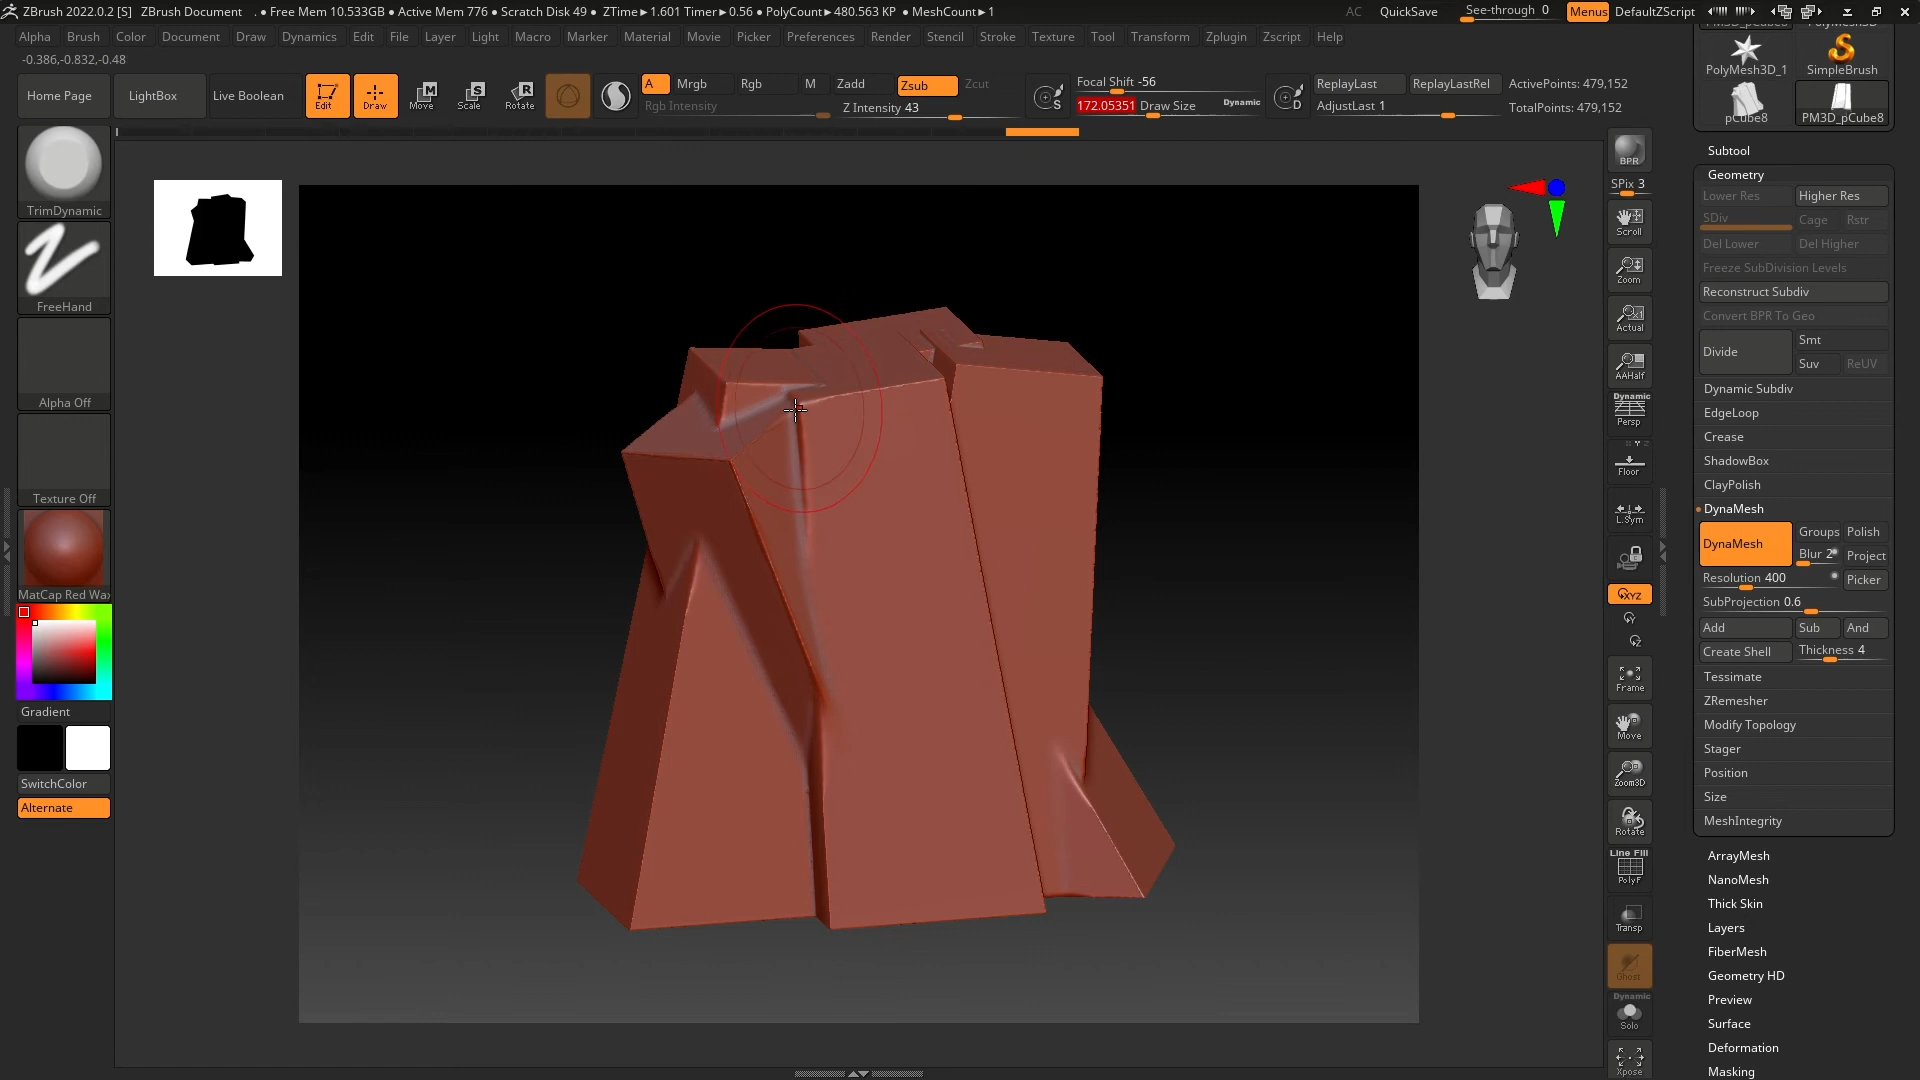 ZBrush 2022.0.2 [S] ZBrush Document . ● Free Mem 10.533GB ● Active Mem 776 ● Scratch Disk 49 ● ZTime►1.601 Timer►0.56 ● PolyCount►480.563 KP ● MeshCount►1 AC QuickSave See-through 0 Menus DefaultZScript
Alpha Brush Color Document Draw Dynamics Edit File Layer Light Macro Marker Material Movie Picker Preferences Render Stencil Stroke Texture Tool Transform Zplugin Zscript Help
-0.386,-0.832,-0.48
Home Page LightBox Live Boolean Edit Draw Move Scale Rotate
A Mrgb Rgb M Zadd Zsub Zcut
Rgb Intensity Z Intensity 43
Focal Shift -56
172.05351 Draw Size Dynamic
ReplayLast ReplayLastRel ActivePoints: 479,152
AdjustLast 1 TotalPoints: 479,152
TrimDynamic
FreeHand
Alpha Off
Texture Off
MatCap Red Wax
Gradient
SwitchColor
Alternate
BPR
SPix 3
Scroll
Zoom
Actual
AAHalf
Dynamic
Persp
Floor
L.Sym
XYZ
Y
Z
Frame
Move
Zoom3D
Rotate
Line Fill
PolyF
Transp
Ghost
Dynamic
Solo
Xpose
PolyMesh3D_1 SimpleBrush
pCube8 PM3D_pCube8
Subtool
Geometry
Lower Res Higher Res
SDiv Cage Rstr
Del Lower Del Higher
Freeze SubDivision Levels
Reconstruct Subdiv
Convert BPR To Geo
Divide Smt
Suv ReUV
Dynamic Subdiv
EdgeLoop
Crease
ShadowBox
ClayPolish
DynaMesh
DynaMesh Groups Polish
Blur 2 Project
Resolution 400 Picker
SubProjection 0.6
Add Sub And
Create Shell Thickness 4
Tessimate
ZRemesher
Modify Topology
Stager
Position
Size
MeshIntegrity
ArrayMesh
NanoMesh
Thick Skin
Layers
FiberMesh
Geometry HD
Preview
Surface
Deformation
Masking